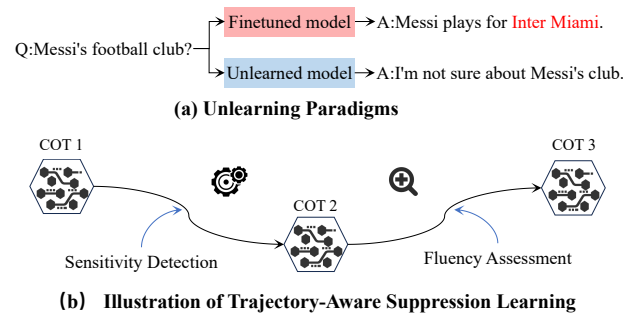 Finetuned model
A:Messi plays for Inter Miami.
Q:Messi's football club?
Unlearned model
A:I'm not sure about Messi's club.
(a) Unlearning Paradigms
COT 1
COT 3
COT 2
Sensitivity Detection
Fluency Assessment
(b) Illustration of Trajectory-Aware Suppression Learning